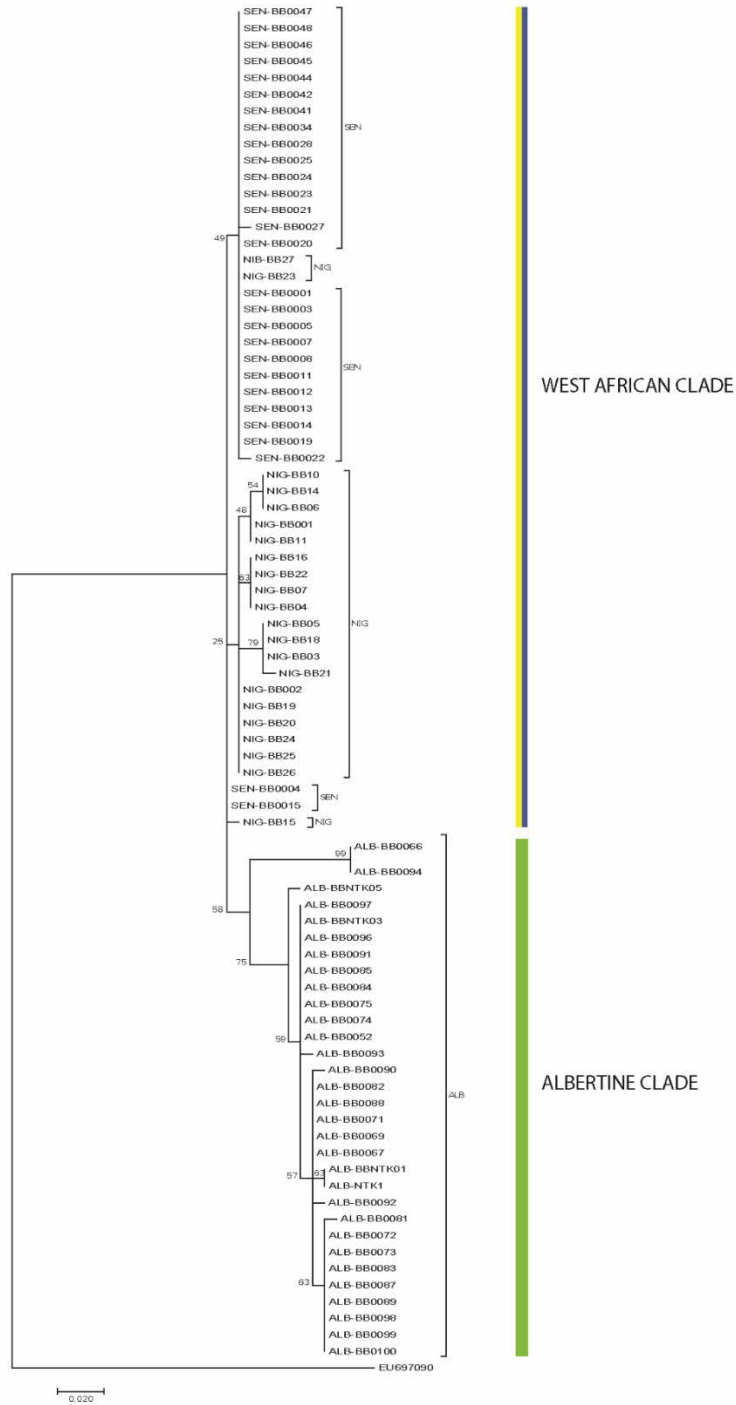 SEN-BB0047
SEN-BB0048
SEN-BB0046
SEN-BB0045
SEN-BB0044
SEN-BB0042
SEN-BB0041
SEN-BB0034
SEN-BB0028
SEN-BB0025
SEN-BB0024
SEN-BB0023
SEN-BB0021
SEN-BB0027
SEN-BB0020
SEN
49
NIB-BB27
NIG-BB23
NIG
SEN-BB0001
SEN-BB0003
SEN-BB0005
SEN-BB0007
SEN-BB0008
SEN-BB0011
SEN-BB0012
SEN-BB0013
SEN-BB0014
SEN-BB0019
SEN-BB0022
SEN
WEST AFRICAN CLADE
NIG-BB10
54
NIG-BB14
NIG-BB06
48
NIG-BB001
NIG-BB11
NIG-BB16
NIG-BB22
63
NIG-BB07
NIG-BB04
NIG-BB05
NIG
25
79
NIG-BB18
NIG-BB03
NIG-BB21
NIG-BB002
NIG-BB19
NIG-BB20
NIG-BB24
NIG-BB25
NIG-BB26
SEN-BB0004
SEN-BB0015
SEN
NIG-BB15
NIG
ALB-BB0066
99
ALB-BB0094
ALB-BBNTK05
58
ALB-BB0097
ALB-BBNTK03
ALB-BB0096
75
ALB-BB0091
ALB-BB0085
ALB-BB0084
ALB-BB0075
ALB-BB0074
ALB-BB0052
59
ALB-BB0093
ALB-BB0090
ALB-BB0082
ALB
ALBERTINE CLADE
ALB-BB0088
ALB-BB0071
ALB-BB0069
ALB-BB0067
57
63
ALB-BBNTK01
ALB-NTK1
ALB-BB0092
ALB-BB0081
ALB-BB0072
ALB-BB0073
ALB-BB0083
63
ALB-BB0087
ALB-BB0089
ALB-BB0098
ALB-BB0099
ALB-BB0100
EU697090
0.020